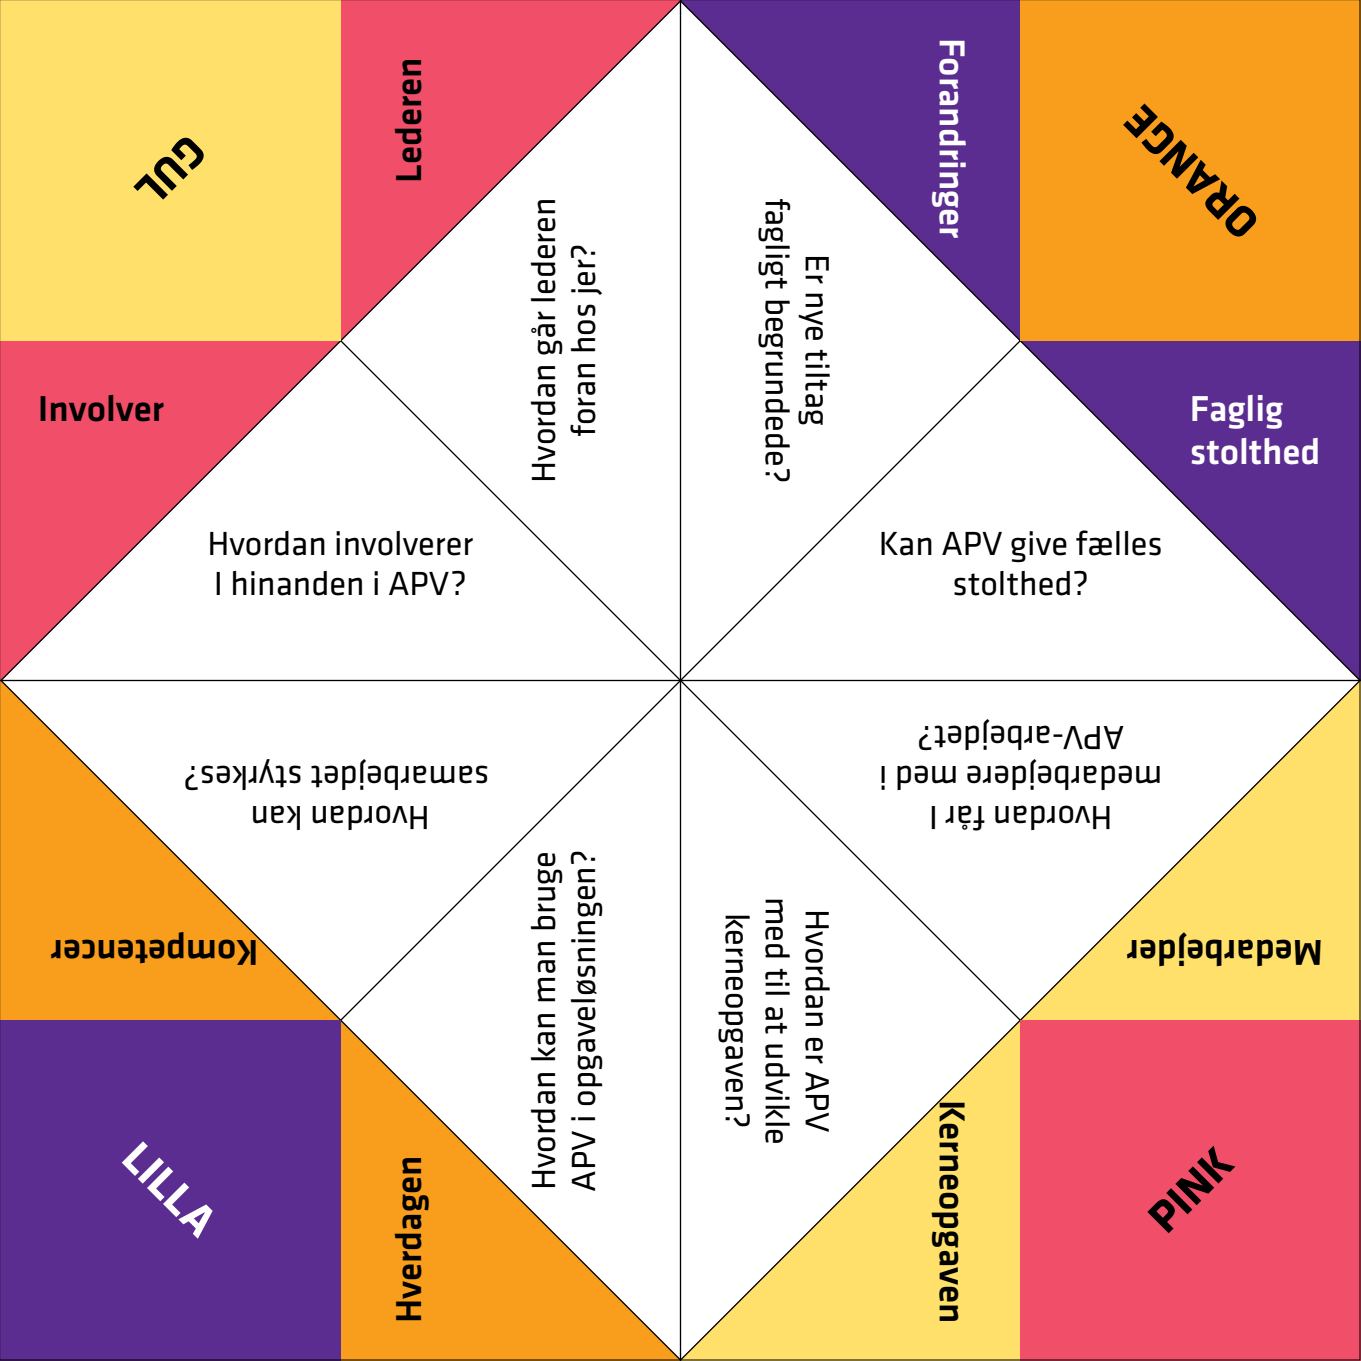 GUL
Lederen
Forandringer
ORANGE
Hvordan går lederen
foran hos jer?
Er nye tiltag
fagligt begrundede?
Involver
Faglig
stolthed
Hvordan involverer
I hinanden i APV?
Kan APV give fælles
stolthed?
Hvordan kan
samarbejdet styrkes?
Hvordan får I
medarbejdere med i
APV-arbejdet?
Kompetencer
Hvordan kan man bruge
APV i opgaveløsningen?
Hvordan er APV
med til at udvikle
kerneopgaven?
Medarbejder
LILLA
Hverdagen
Kerneopgaven
PINK